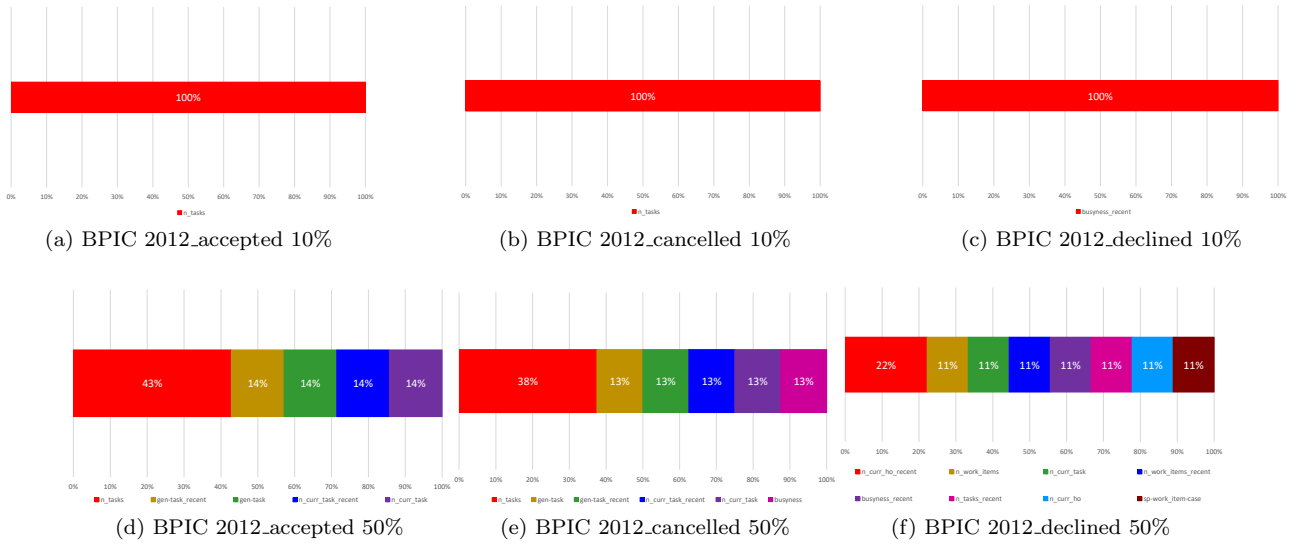 100%
0% 10% 20% 30% 40% 50% 60% 70% 80% 90% 100%
n_tasks
(a) BPIC 2012_accepted 10%
100%
0% 10% 20% 30% 40% 50% 60% 70% 80% 90% 100%
n_tasks
(b) BPIC 2012_cancelled 10%
100%
0% 10% 20% 30% 40% 50% 60% 70% 80% 90% 100%
busyness_recent
(c) BPIC 2012_declined 10%
43% 14% 14% 14% 14%
0% 10% 20% 30% 40% 50% 60% 70% 80% 90% 100%
n_tasks gen-task_recent gen-task n_curr_task_recent n_curr_task
(d) BPIC 2012_accepted 50%
38% 13% 13% 13% 13% 13%
0% 10% 20% 30% 40% 50% 60% 70% 80% 90% 100%
n_tasks gen-task gen-task_recent n_curr_task_recent n_curr_task busyness
(e) BPIC 2012_cancelled 50%
22% 11% 11% 11% 11% 11% 11% 11%
0% 10% 20% 30% 40% 50% 60% 70% 80% 90% 100%
n_curr_ho_recent n_work_items n_curr_task n_work_items_recent
busyness_recent n_tasks_recent n_curr_ho sp-work_item-case
(f) BPIC 2012_declined 50%